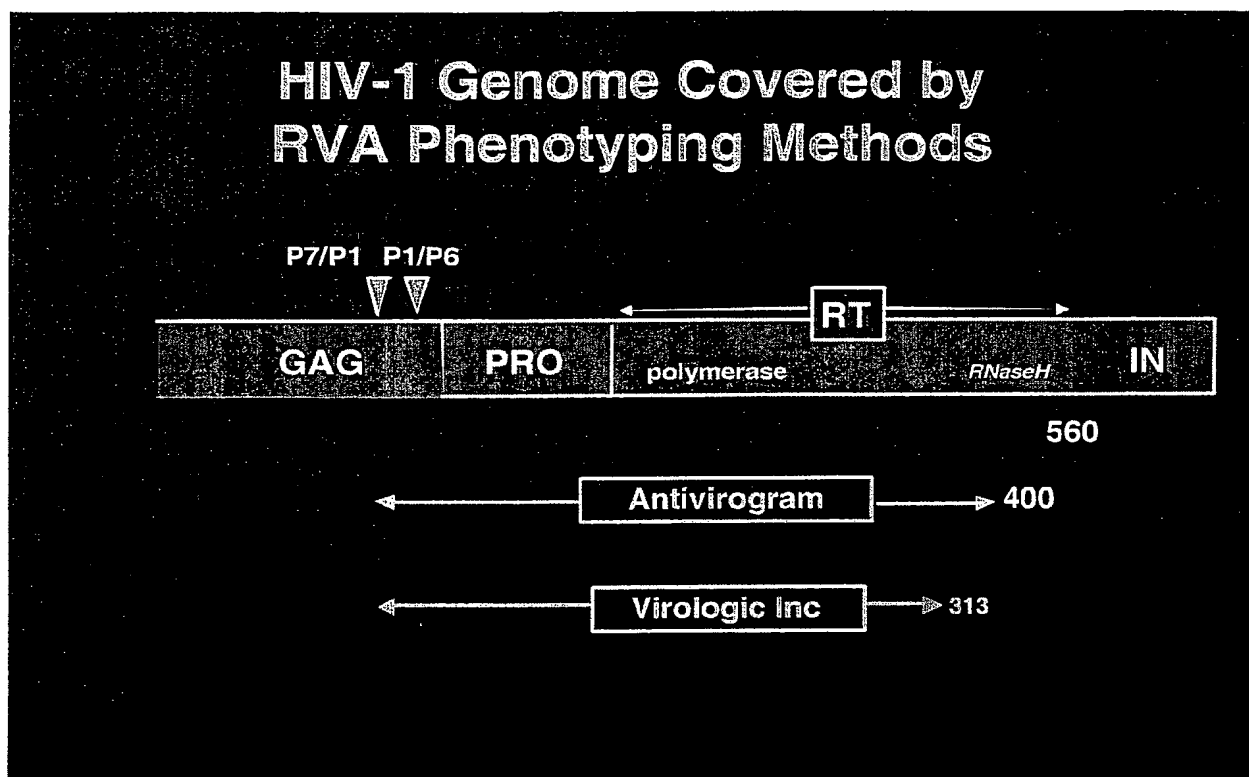 HIV-1 Genome Covered by
RVA Phenotyping Methods
P7/P1 P1/P6
RT
GAG PRO polymerase RNaseH IN
560
Antivirogram 400
Virologic Inc 313